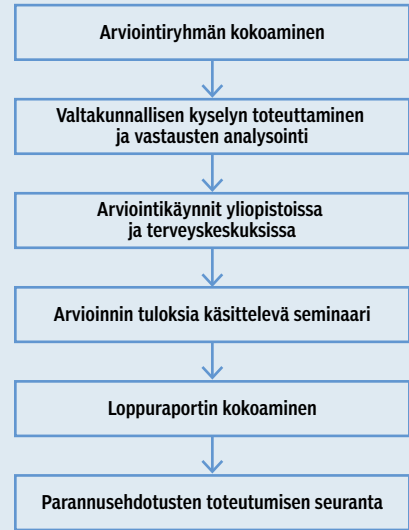 Arviointiryhmän kokoaminen
Valtakunnallisen kyselyn toteuttaminen
ja vastausten analysointi
Arviointikäynnit yliopistoissa
ja terveyskeskuksissa
Arvioinnin tuloksia käsittelevä seminaari
Loppuraportin kokoaminen
Parannusehdotusten toteutumisen seuranta